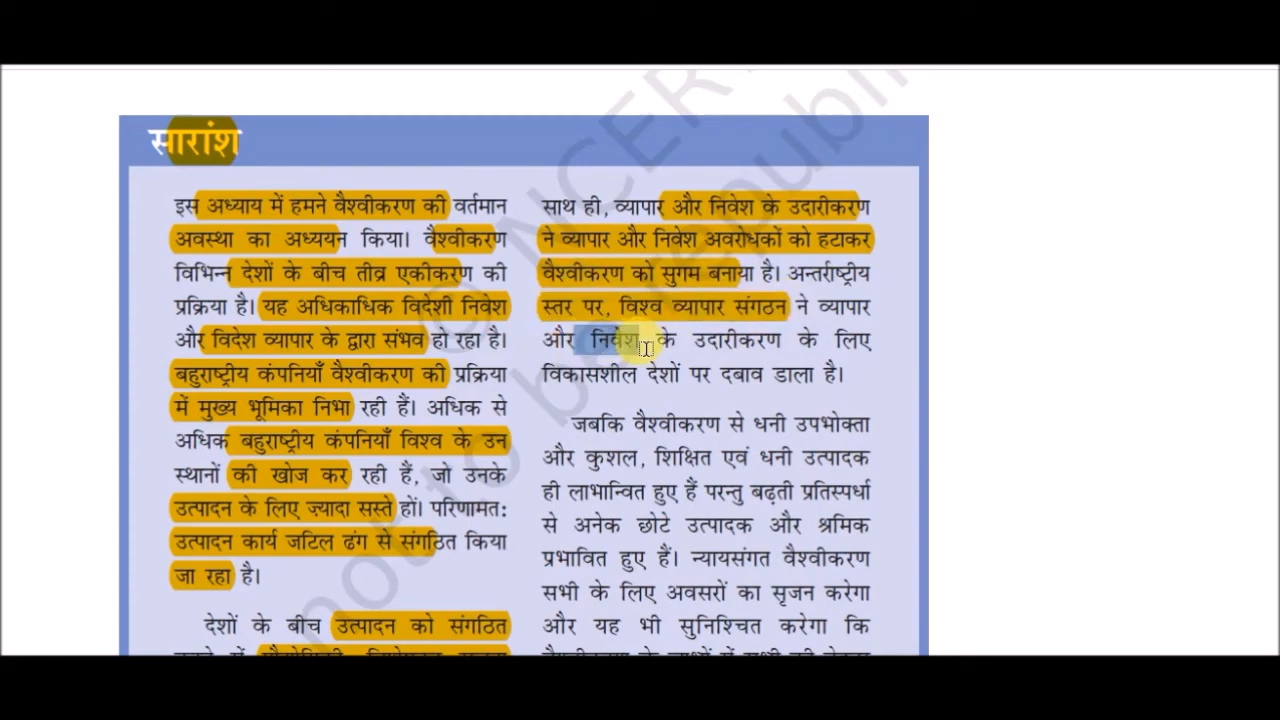 सारांश
इस अध्याय में हमने वैश्वीकरण की वर्तमान
अवस्था का अध्ययन किया। वैश्वीकरण
विभिन्न देशों के बीच तीव्र एकीकरण की
प्रक्रिया है। यह अधिकाधिक विदेशी निवेश
और विदेश व्यापार के द्वारा संभव हो रहा है।
बहुराष्ट्रीय कंपनियाँ वैश्वीकरण की प्रक्रिया
में मुख्य भूमिका निभा रही हैं। अधिक से
अधिक बहुराष्ट्रीय कंपनियाँ विश्व के उन
स्थानों की खोज कर रही हैं, जो उनके
उत्पादन के लिए ज़्यादा सस्ते हों। परिणामत:
उत्पादन कार्य जटिल ढंग से संगठित किया
जा रहा है।
देशों के बीच उत्पादन को संगठित
साथ ही, व्यापार और निवेश के उदारीकरण
ने व्यापार और निवेश अवरोधकों को हटाकर
वैश्वीकरण को सुगम बनाया है। अन्तर्राष्ट्रीय
स्तर पर, विश्व व्यापार संगठन ने व्यापार
और निवेश के उदारीकरण के लिए
विकासशील देशों पर दबाव डाला है।
जबकि वैश्वीकरण से धनी उपभोक्ता
और कुशल, शिक्षित एवं धनी उत्पादक
ही लाभान्वित हुए हैं परन्तु बढ़ती प्रतिस्पर्धा
से अनेक छोटे उत्पादक और श्रमिक
प्रभावित हुए हैं। न्यायसंगत वैश्वीकरण
सभी के लिए अवसरों का सृजन करेगा
और यह भी सुनिश्चित करेगा कि
© NCER
not to be republi